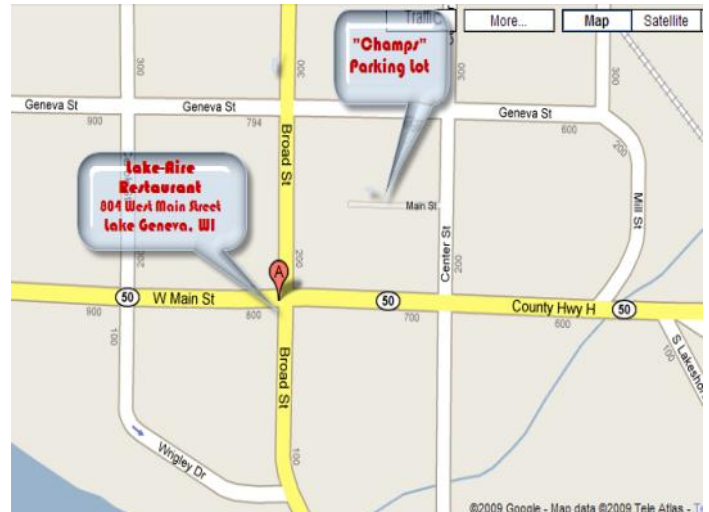 Traffic
More...
Map
Satellite
"Champs"
Parking Lot
300
300
300
300
Geneva St
Geneva St
Geneva St
900
794
600
200
Broad St
Lake-Aire
Restaurant
804 West Main Street
Lake Geneva, WI
Main St
Mill St
Center St
200
200
200
A
50
W Main St
50
County Hwy H
50
900
800
700
600
100
100
S Lakeshor
Broad St
Wrigley Dr
100
©2009 Google - Map data ©2009 Tele Atlas -